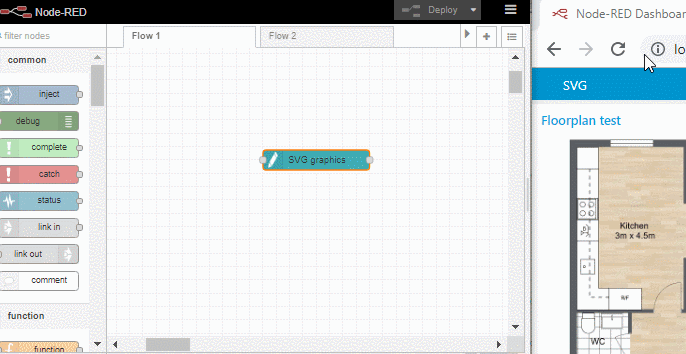 Node-RED
Deploy
Node-RED Dashboar
filter nodes
Flow 1
Flow 2
lo
common
SVG
inject
debug
Floorplan test
complete
catch
SVG graphics
status
link in
Kitchen
3m x 4.5m
link out
comment
R/F
function
WC
function